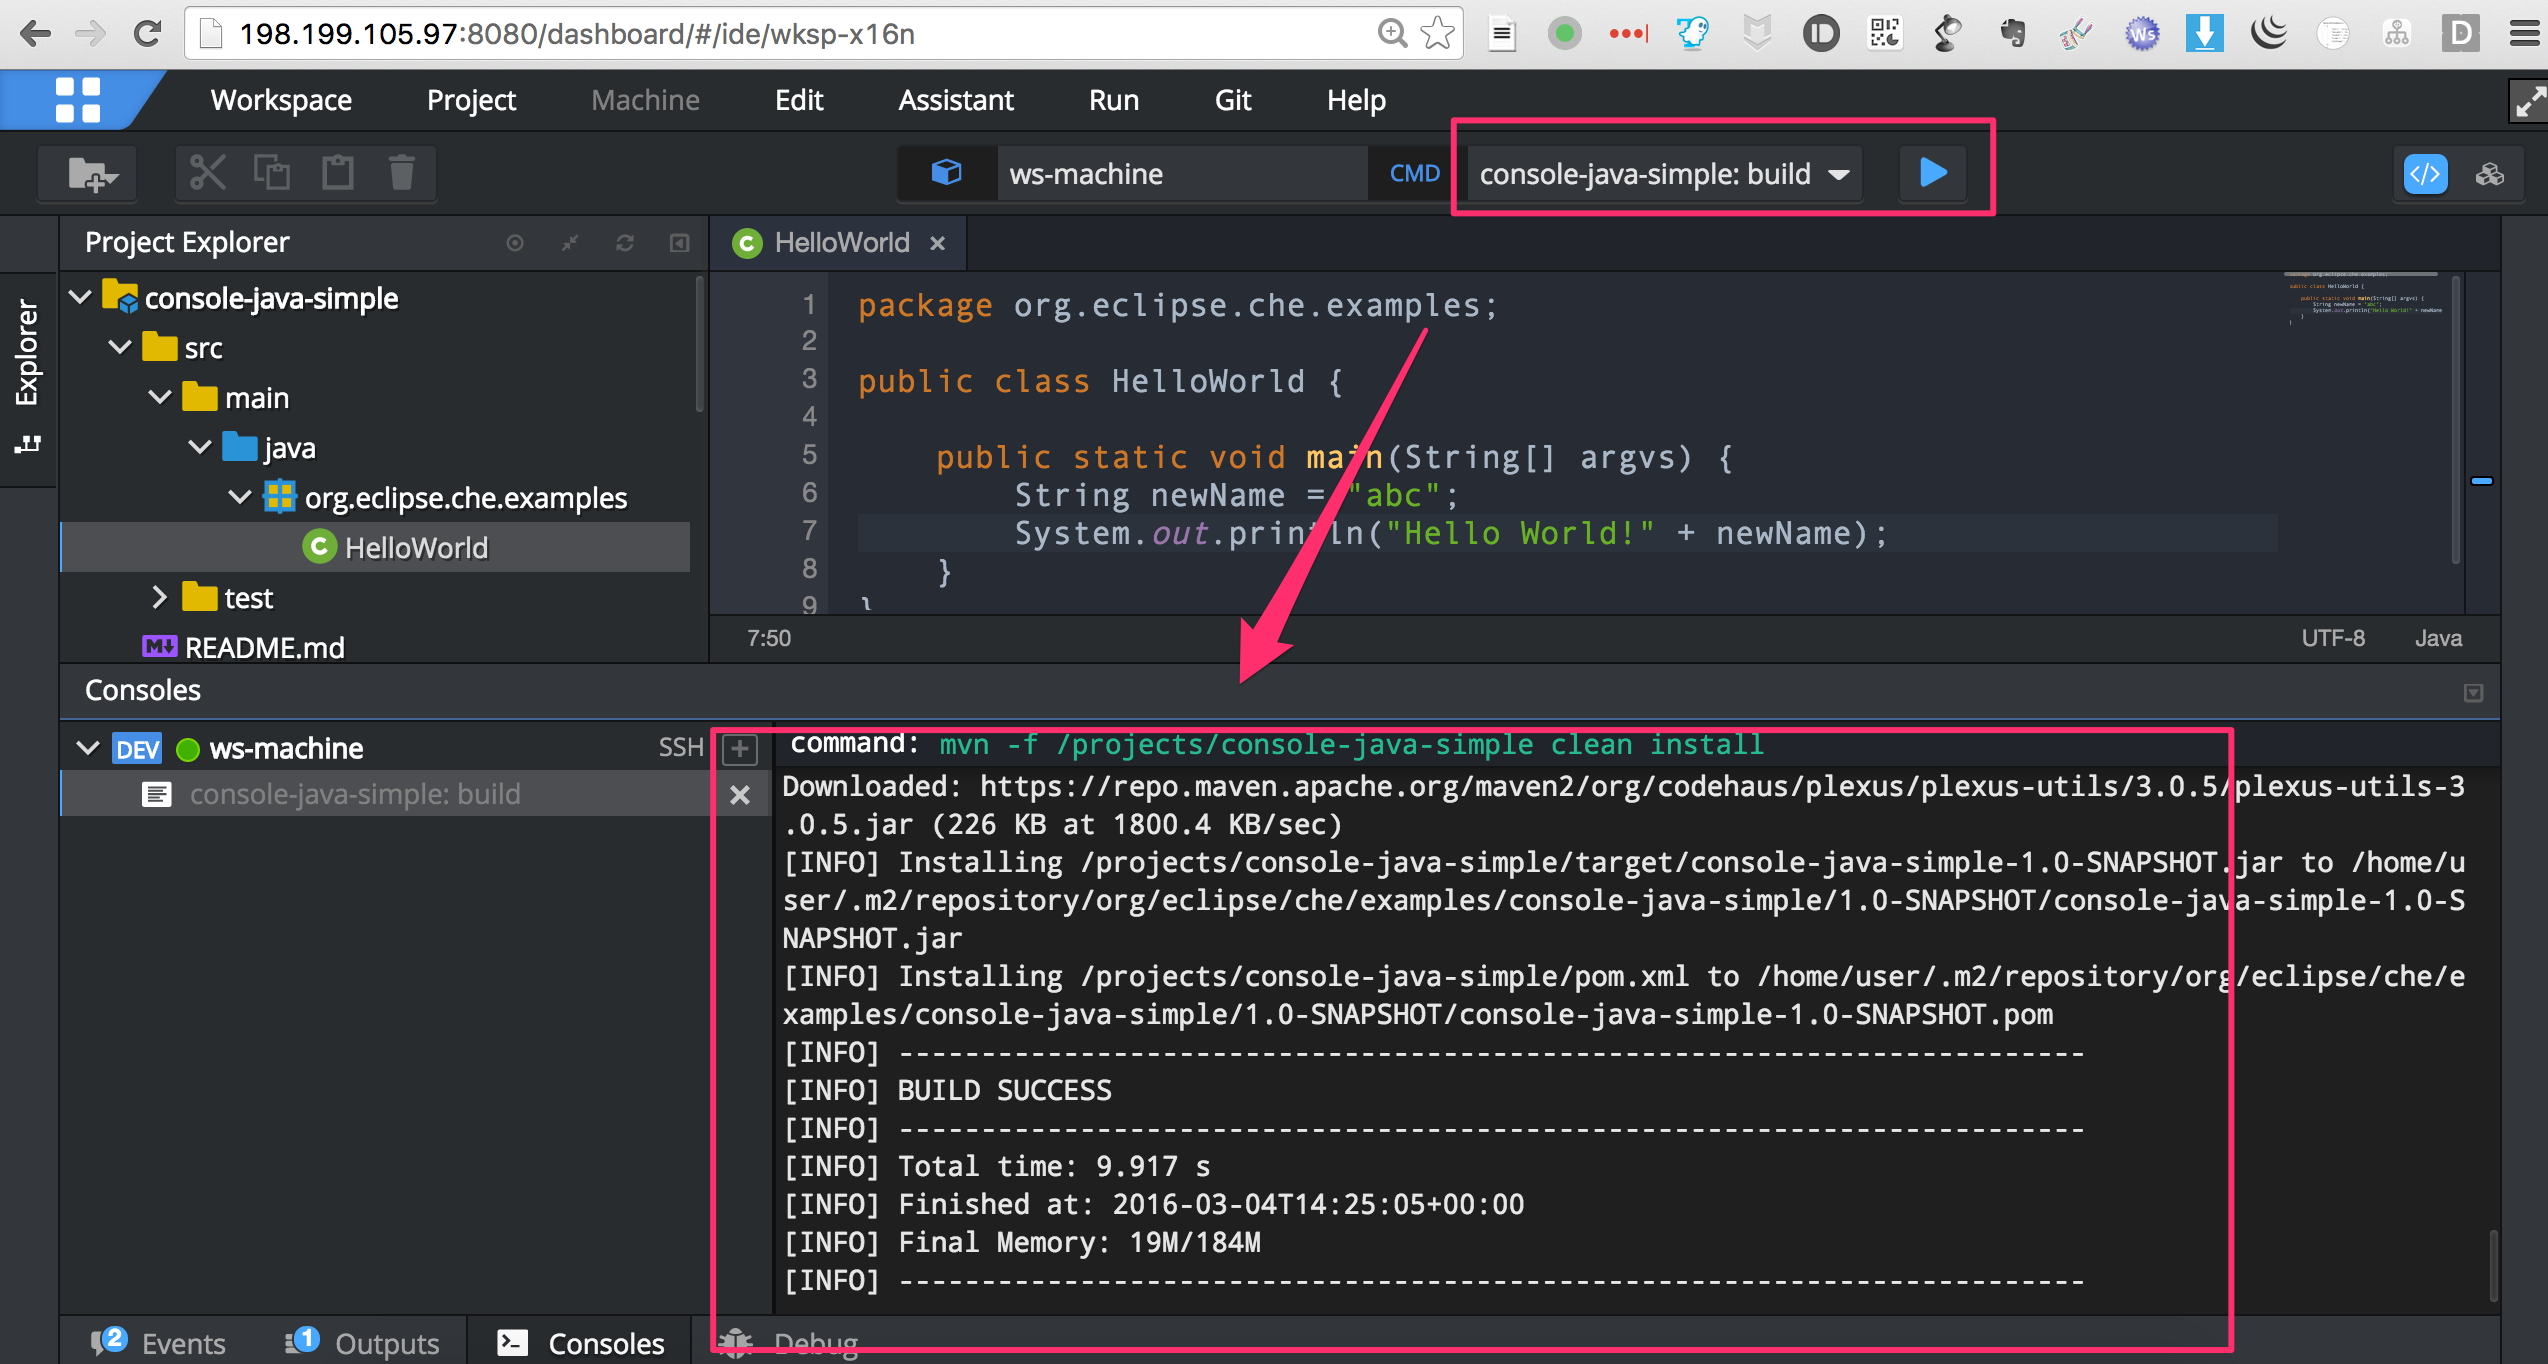 198.199.105.97:8080/dashboard/#/ide/wksp-x16n
Ws
D
Workspace Project Machine Edit Assistant Run Git Help
ws-machine CMD console-java-simple: build
Project Explorer
HelloWorld
Explorer
console-java-simple
src
main
java
org.eclipse.che.examples
C HelloWorld
test
M README.md
1 package org.eclipse.che.examples;
2
3 public class HelloWorld {
4
5 public static void main(String[] argvs) {
6 String newName = "abc";
7 System.out.println("Hello World!" + newName);
8 }
9 }
7:50 UTF-8 Java
Consoles
DEV ws-machine SSH
console-java-simple: build
command: mvn -f /projects/console-java-simple clean install
Downloaded: https://repo.maven.apache.org/maven2/org/codehaus/plexus/plexus-utils/3.0.5/plexus-utils-3
.0.5.jar (226 KB at 1800.4 KB/sec)
[INFO] Installing /projects/console-java-simple/target/console-java-simple-1.0-SNAPSHOT.jar to /home/u
ser/.m2/repository/org/eclipse/che/examples/console-java-simple/1.0-SNAPSHOT/console-java-simple-1.0-S
NAPSHOT.jar
[INFO] Installing /projects/console-java-simple/pom.xml to /home/user/.m2/repository/org/eclipse/che/e
xamples/console-java-simple/1.0-SNAPSHOT/console-java-simple-1.0-SNAPSHOT.pom
[INFO] ------------------------------------------------------------------------
[INFO] BUILD SUCCESS
[INFO] ------------------------------------------------------------------------
[INFO] Total time: 9.917 s
[INFO] Finished at: 2016-03-04T14:25:05+00:00
[INFO] Final Memory: 19M/184M
[INFO] ------------------------------------------------------------------------
2 Events 1 Outputs Consoles Debug